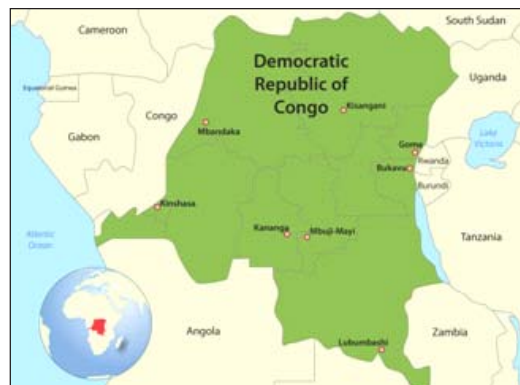 Cameroon
South Sudan
Democratic
Republic of
Congo
Uganda
Equatorial Guinea
Congo
Kisangani
Gabon
Mbandaka
Lake
Victoria
Goma
Rwanda
Bukavu
Burundi
Kinshasa
Atlantic
Ocean
Kananga
Mbuji-Mayi
Tanzania
Angola
Zambia
Lubumbashi